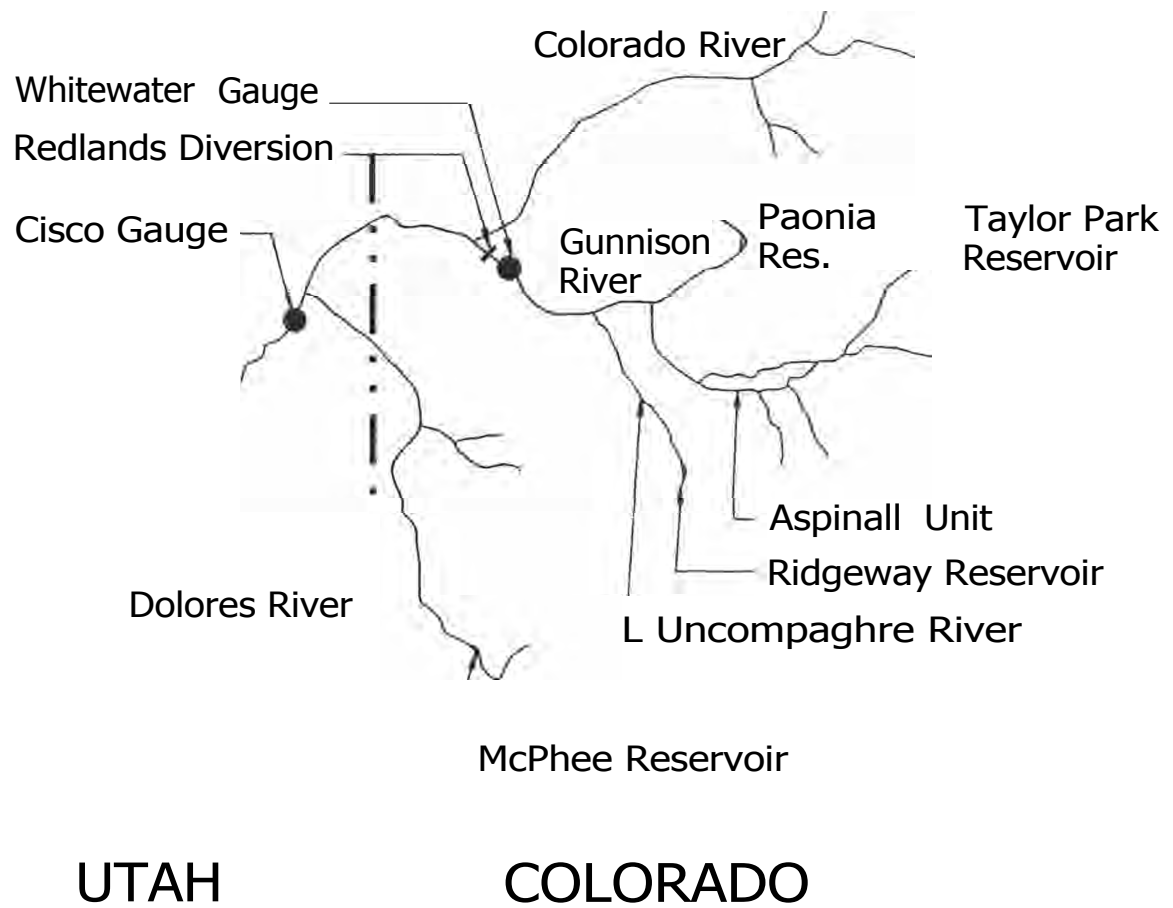 Colorado River
Whitewater Gauge
Redlands Diversion
Cisco Gauge
Gunnison
River
Paonia
Res.
Taylor Park
Reservoir
Aspinall Unit
Ridgeway Reservoir
L Uncompaghre River
Dolores River
McPhee Reservoir
UTAH
COLORADO